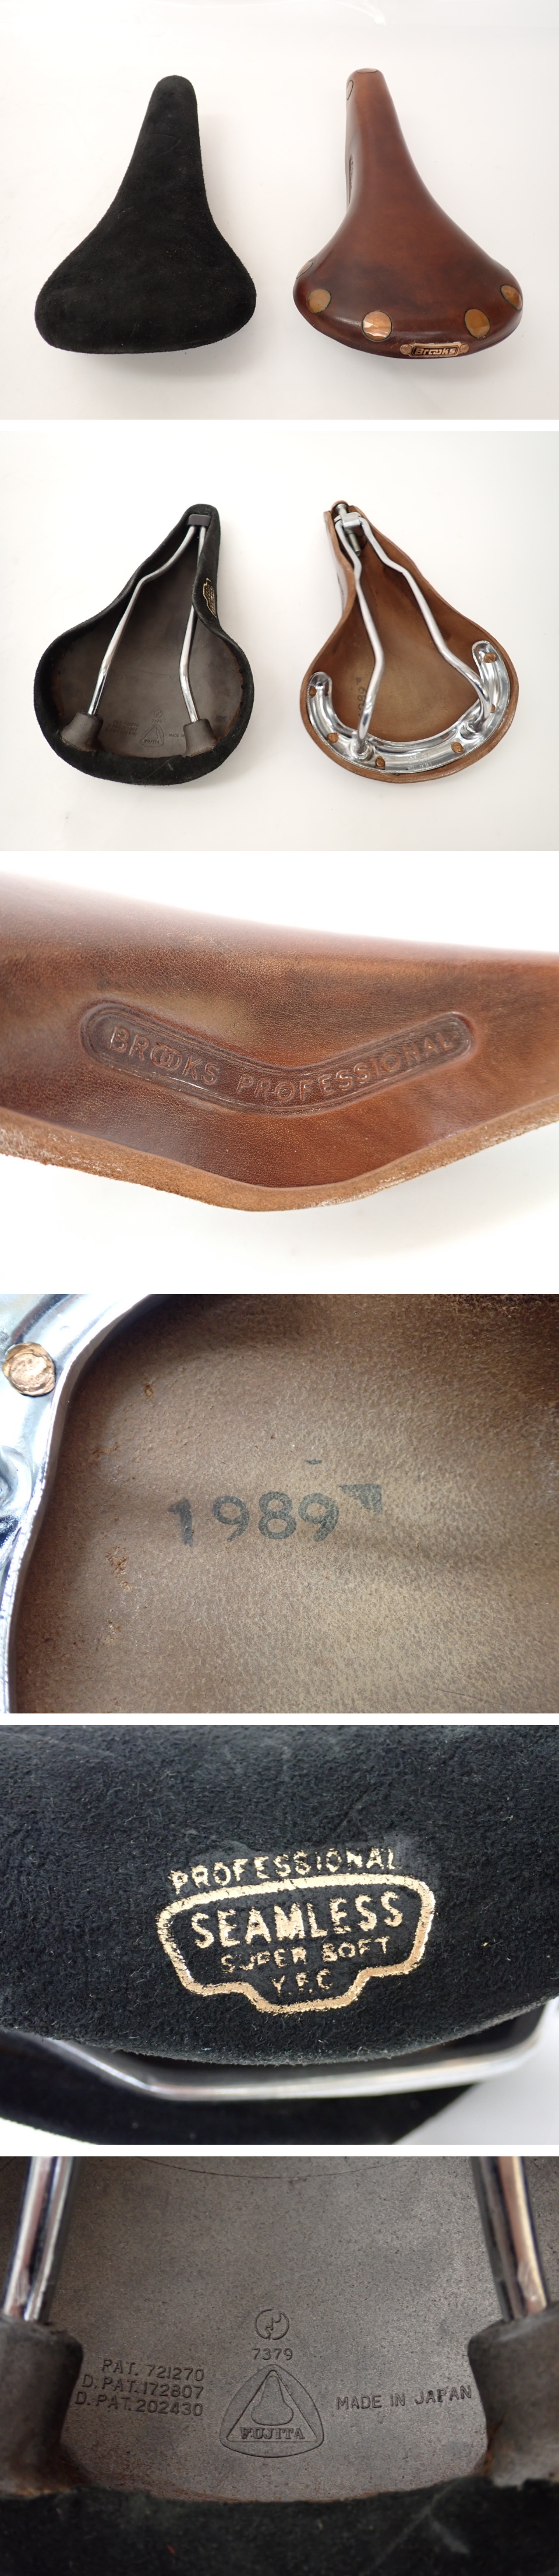 Brooks
BROOKS PROFESSIONAL
1989
PROFESSIONAL
SEAMLESS
SUPER SOFT
Y.F.C
7379
PAT. 721270
D. PAT. 172807
D. PAT. 202430
FUJITA
MADE IN JAPAN